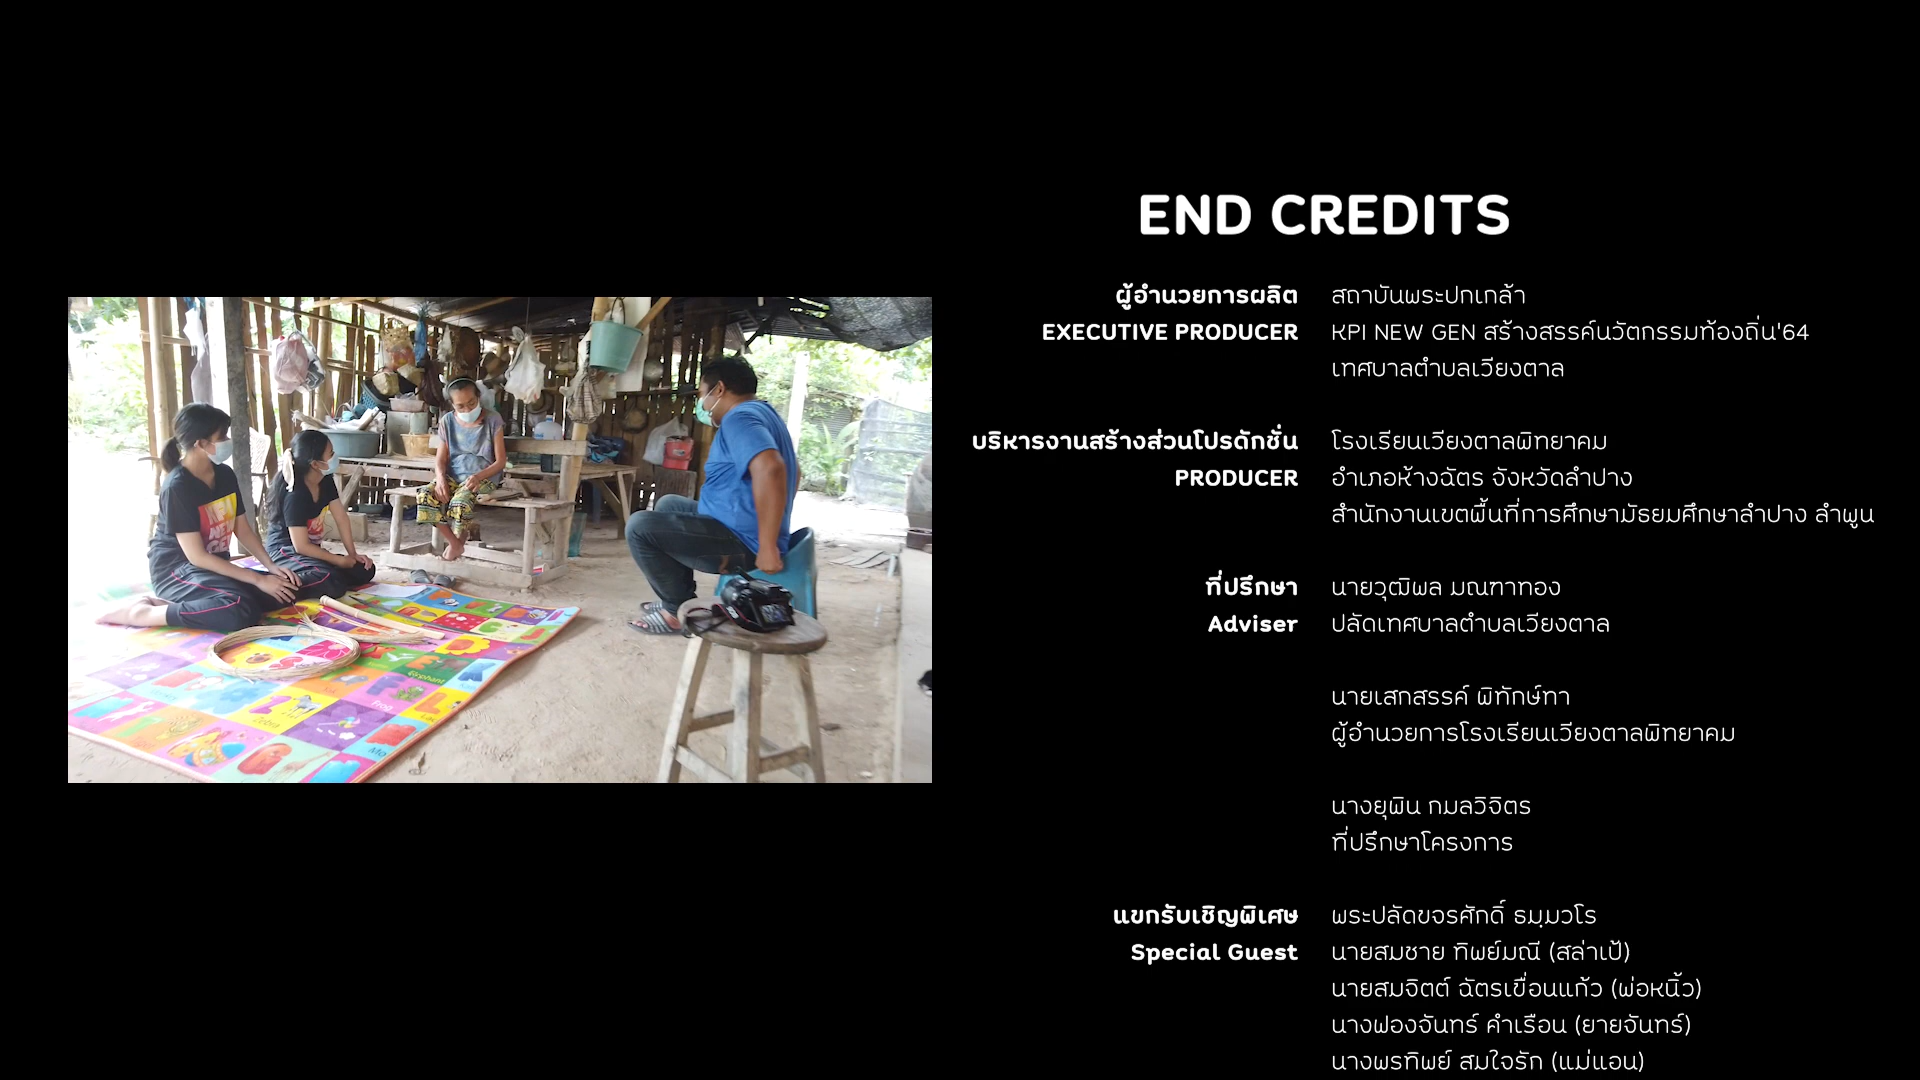 END CREDITS
ผู้อำนวยการผลิต สถาบันพระปกเกล้า
EXECUTIVE PRODUCER KPI NEW GEN สร้างสรรค์นวัตกรรมท้องถิ่น'64
เทศบาลตำบลเวียงตาล
บริหารงานสร้างส่วนโปรดักชั่น โรงเรียนเวียงตาลพิทยาคม
PRODUCER อำเภอห้างฉัตร จังหวัดลำปาง
สำนักงานเขตพื้นที่การศึกษามัธยมศึกษาลำปาง ลำพูน
ที่ปรึกษา นายวุฒิพล มณฑาทอง
Adviser ปลัดเทศบาลตำบลเวียงตาล
นายเสกสรรค์ พิทักษ์ทา
ผู้อำนวยการโรงเรียนเวียงตาลพิทยาคม
นางยุพิน กมลวิจิตร
ที่ปรึกษาโครงการ
แขกรับเชิญพิเศษ พระปลัดขจรศักดิ์ ธมฺมวโร
Special Guest นายสมชาย ทิพย์มณี (สล่าเป้)
นายสมจิตต์ ฉัตรเขื่อนแก้ว (พ่อหนิ้ว)
นางฟองจันทร์ คำเรือน (ยายจันทร์)
นางพรทิพย์ สมใจรัก (แม่แอน)
Elephant
Frog
Zebra